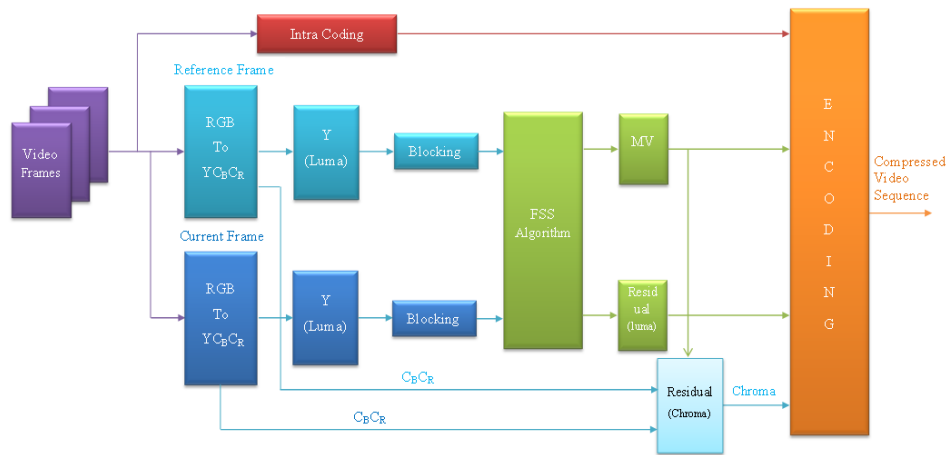 Intra Coding
Reference Frame
Video
Frames
RGB
To
YCBCR
Y
(Luma)
Blocking
FSS
Algorithm
MV
E
N
C
O
D
I
N
G
Compressed
Video
Sequence
Current Frame
RGB
To
YCBCR
Y
(Luma)
Blocking
Resid
ual
(luma)
CBCR
CBCR
Residual
(Chroma)
Chroma